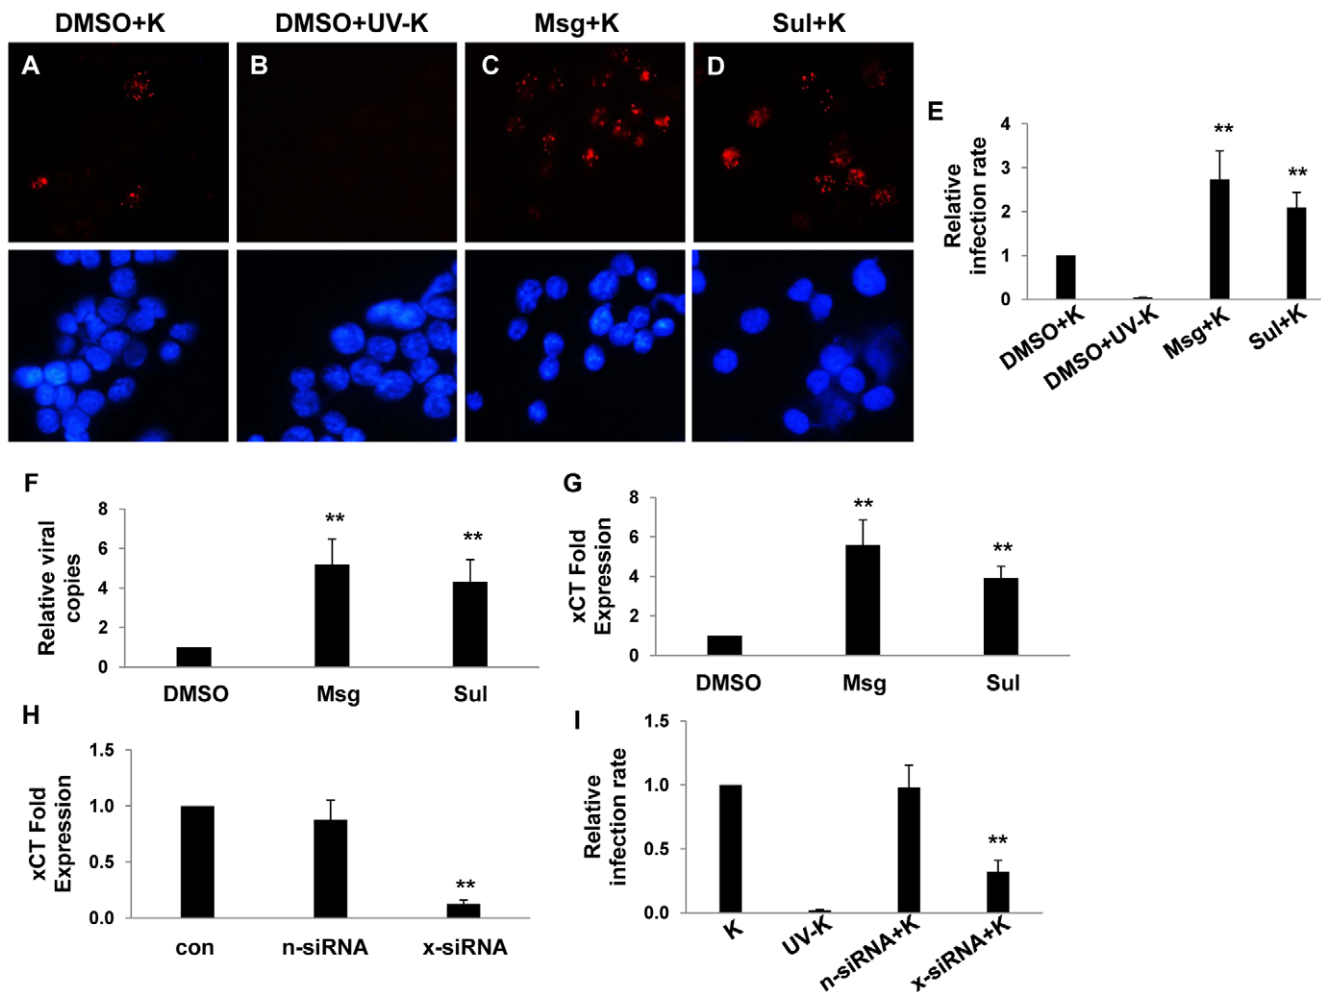 DMSO+K DMSO+UV-K Msg+K Sul+K
A B C D
E
Relative
infection rate
4
3
2
1
0
**
**
DMSO+K DMSO+UV-K Msg+K Sul+K
F
Relative viral
copies
8
6
4
2
0
**
**
DMSO Msg Sul
G
xCT Fold
Expression
8
6
4
2
0
**
**
DMSO Msg Sul
H
xCT Fold
Expression
1.5
1.0
0.5
0.0
**
con n-siRNA x-siRNA
I
Relative
infection rate
1.5
1.0
0.5
0.0
**
K UV-K n-siRNA+K x-siRNA+K